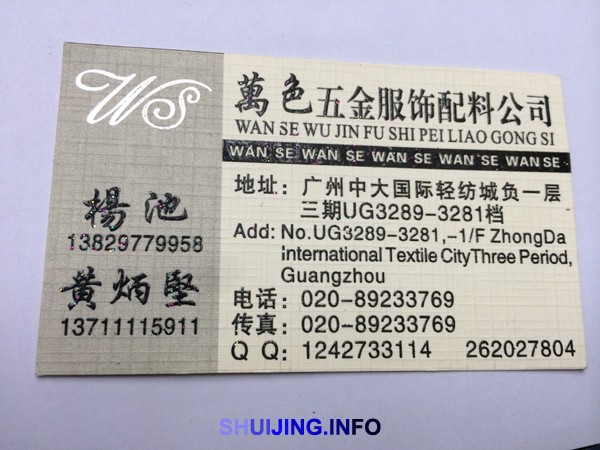 WS
楊池
13829779958
黄炳堅
13711115911
萬色五金服饰配料公司
WAN SE WU JIN FU SHI PEI LIAO GONG SI
WAN SE WAN SE WAN SE WAN SE WAN SE
地址：广州中大国际轻纺城负一层
三期UG3289-3281档
Add: No.UG3289-3281,-1/F ZhongDa
International Textile CityThree Period,
Guangzhou
电话：020-89233769
传真：020-89233769
Q Q：1242733114 262027804
SHUIJING.INFO